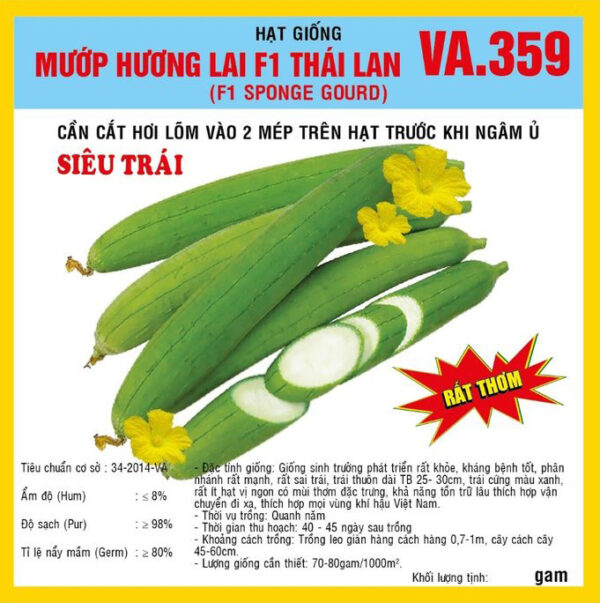 HẠT GIỐNG
MƯỚP HƯƠNG LAI F1 THÁI LAN VA.359
(F1 SPONGE GOURD)
CẦN CẮT HƠI LÕM VÀO 2 MÉP TRÊN HẠT TRƯỚC KHI NGÂM Ủ
SIÊU TRÁI
RẤT THƠM
Tiêu chuẩn cơ sở : 34-2014-VA
Ẩm độ (Hum) : ≤ 8%
Độ sạch (Pur) : ≥ 98%
Tỉ lệ nẩy mầm (Germ) : ≥ 80%
- Đặc tính giống: Giống sinh trưởng phát triển rất khỏe, kháng bệnh tốt, phân
nhánh rất mạnh, rất sai trái, trái thuôn dài TB 25- 30cm, trái cứng màu xanh,
rất ít hạt vị ngon có mùi thơm đặc trưng, khả năng tồn trữ lâu thích hợp vận
chuyển đi xa, thích hợp mọi vùng khí hậu Việt Nam.
- Thời vụ trồng: Quanh năm
- Thời gian thu hoạch: 40 - 45 ngày sau trồng
- Khoảng cách trồng: Trồng leo giàn hàng cách hàng 0,7-1m, cây cách cây
45-60cm.
- Lượng giống cần thiết: 70-80gam/1000m².
Khối lượng tịnh: gam